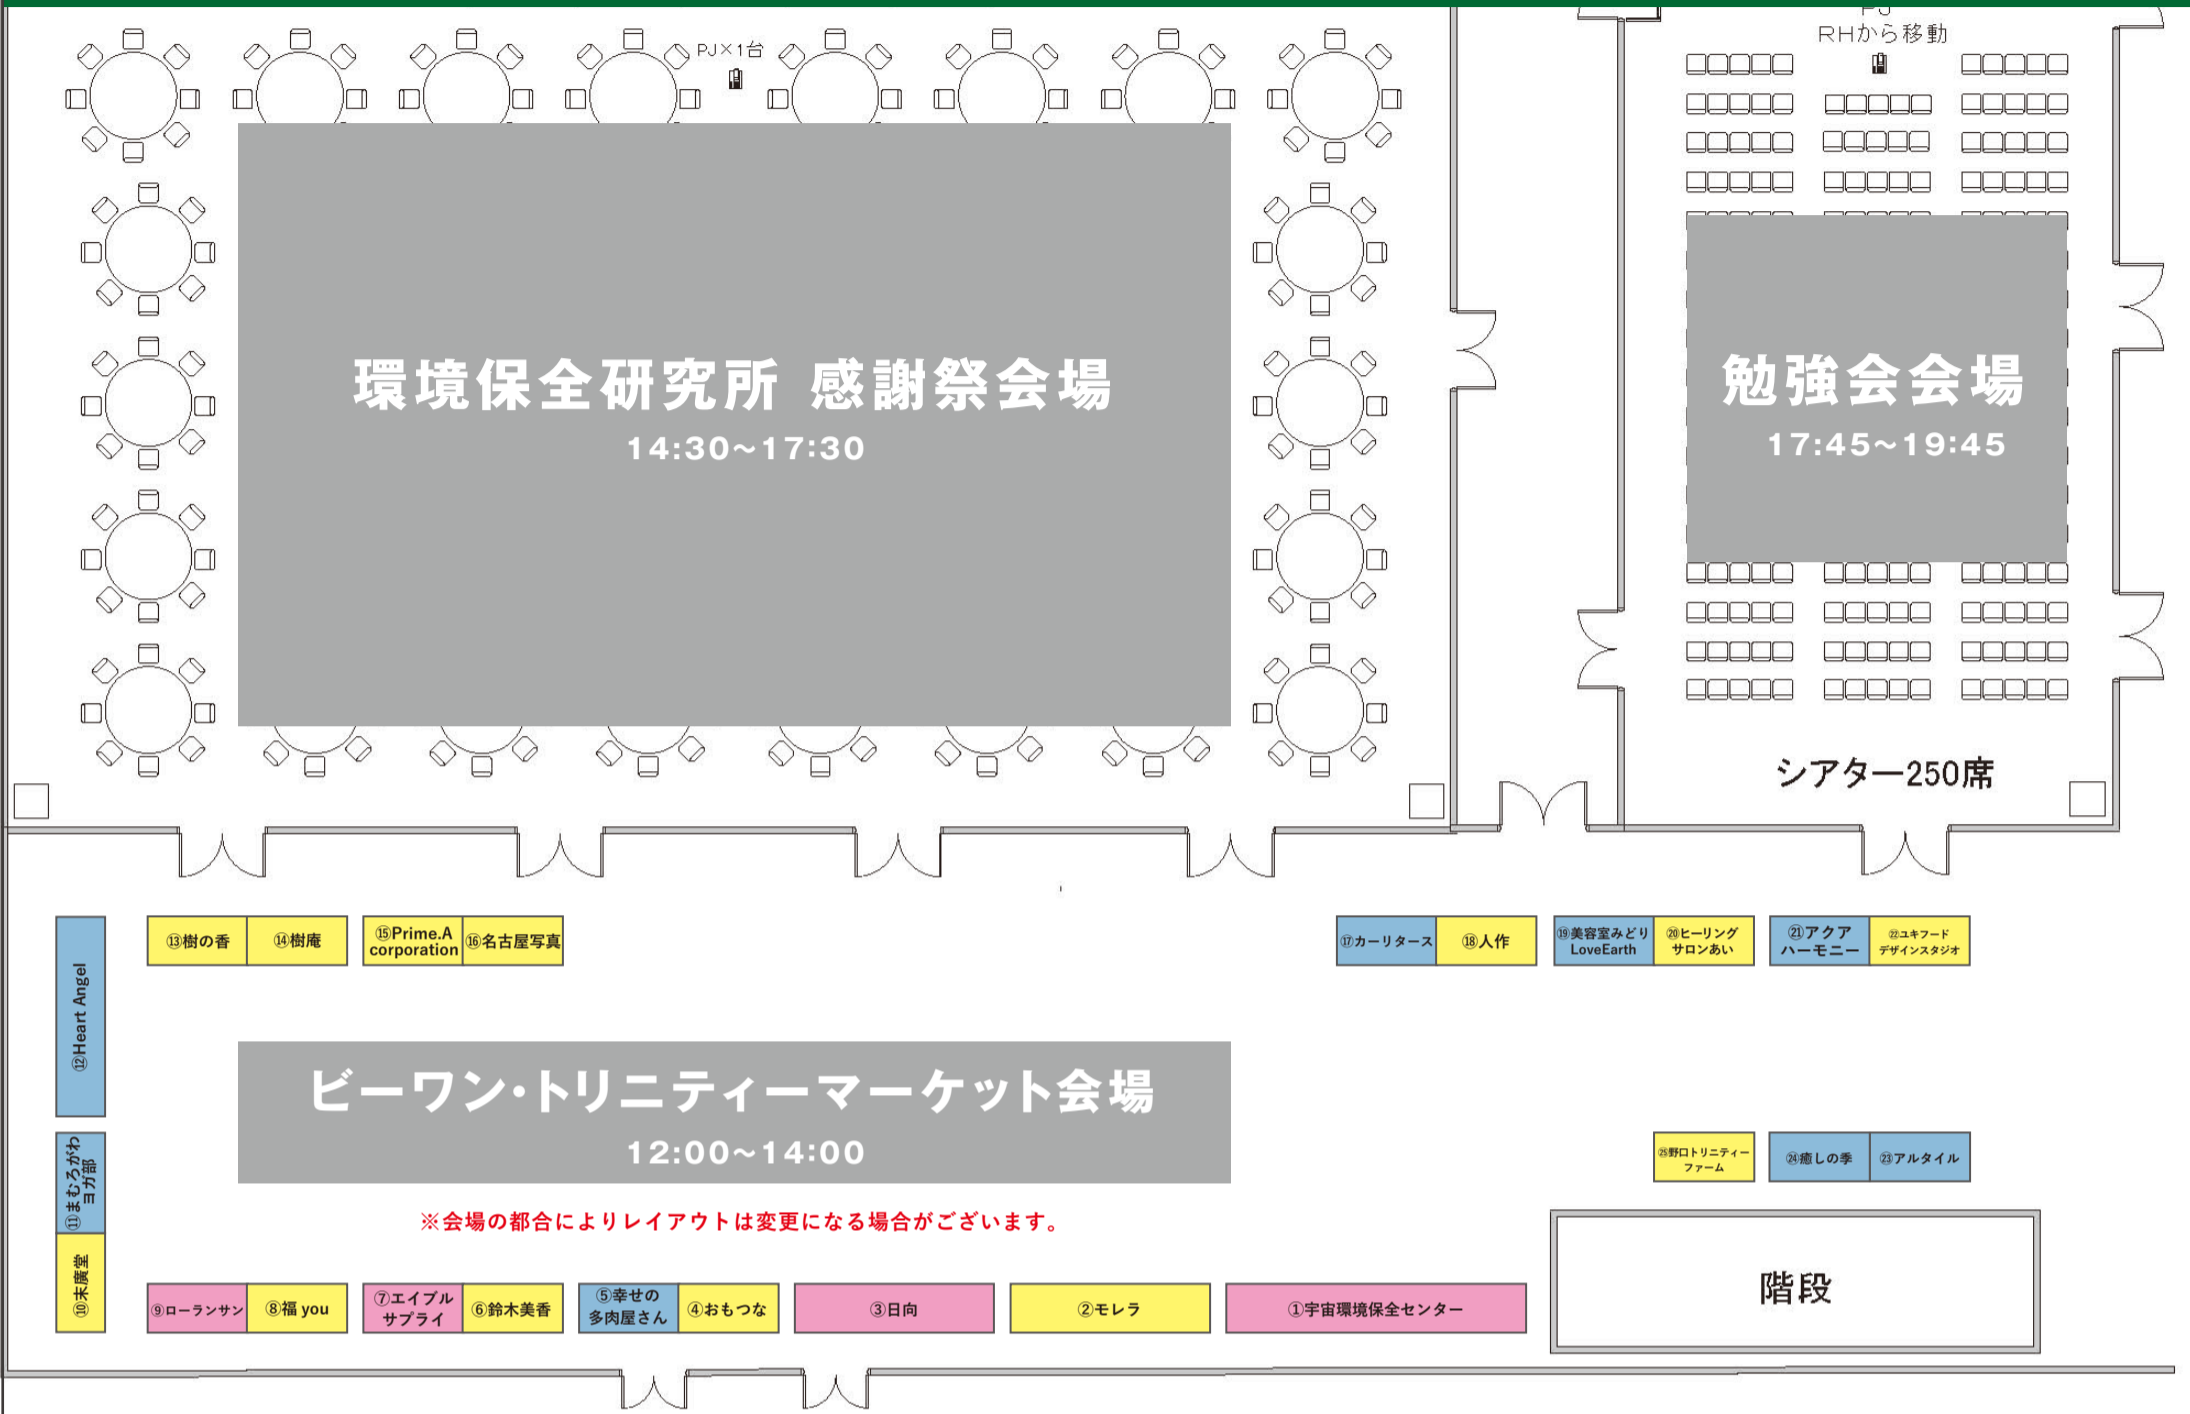 PJ×1台
PJ
RHから移動
環境保全研究所 感謝祭会場
14:30〜17:30
勉強会会場
17:45〜19:45
シアター250席
⑬樹の香
⑭樹庵
⑮Prime.A
corporation
⑯名古屋写真
⑰カーリタース
⑱人作
⑲美容室みどり
LoveEarth
⑳ヒーリング
サロンあい
㉑アクア
ハーモニー
㉒ユキフード
デザインスタジオ
⑫Heart Angel
ビーワン・トリニティーマーケット会場
12:00〜14:00
⑪まむろがわ
ヨガ部
㉕野口トリニティー
ファーム
㉔癒しの季
㉓アルタイル
※会場の都合によりレイアウトは変更になる場合がございます。
⑩末廣堂
⑨ローランサン
⑧福 you
⑦エイブル
サプライ
⑥鈴木美香
⑤幸せの
多肉屋さん
④おもつな
③日向
②モレラ
①宇宙環境保全センター
階段